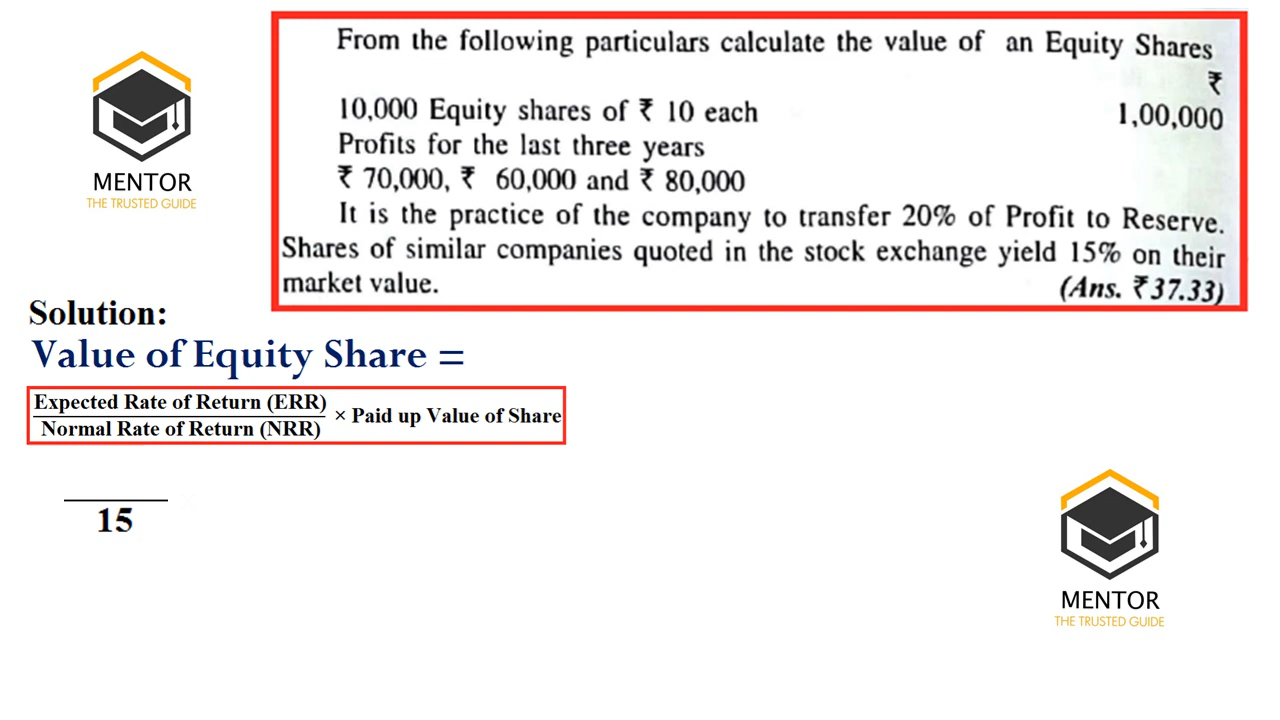 From the following particulars calculate the value of an Equity Shares
₹
10,000 Equity shares of ₹ 10 each 1,00,000
Profits for the last three years
₹ 70,000, ₹ 60,000 and ₹ 80,000
It is the practice of the company to transfer 20% of Profit to Reserve.
Shares of similar companies quoted in the stock exchange yield 15% on their
market value. (Ans. ₹37.33)
MENTOR
THE TRUSTED GUIDE
Solution:
Value of Equity Share =
Expected Rate of Return (ERR)
Normal Rate of Return (NRR) × Paid up Value of Share
15
MENTOR
THE TRUSTED GUIDE